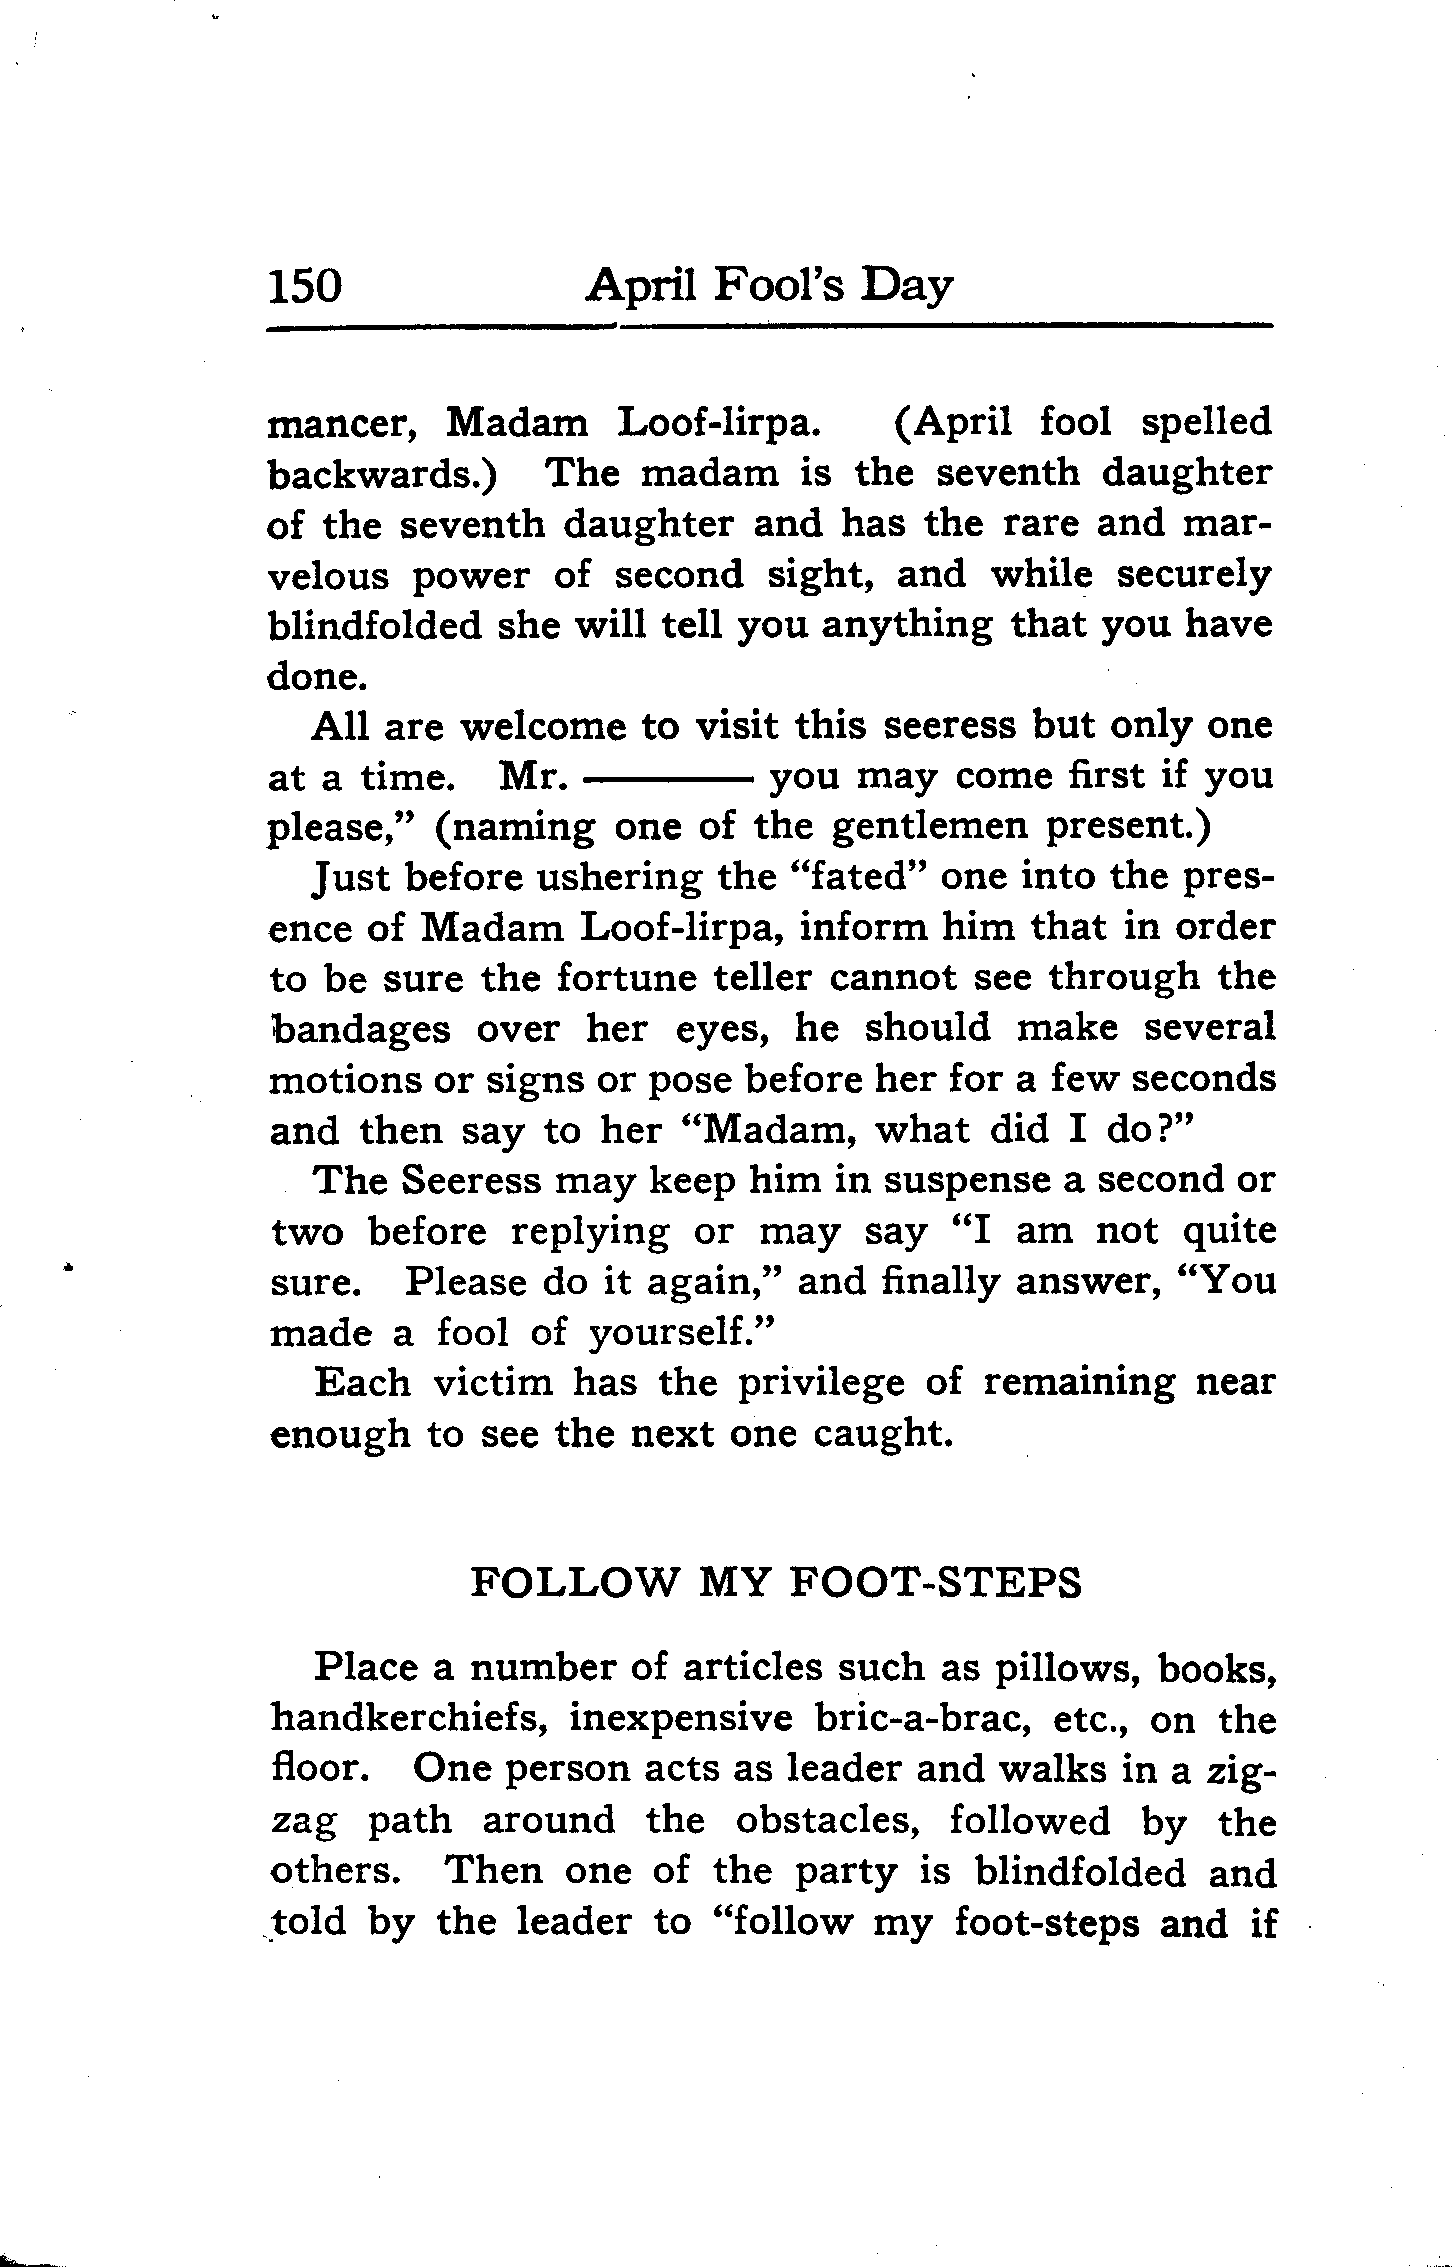 150 April Fool's Day
mancer, Madam Loof-lirpa. (April fool spelled
backwards.) The madam is the seventh daughter
of the seventh daughter and has the rare and mar-
velous power of second sight, and while securely
blindfolded she will tell you anything that you have
done.
All are welcome to visit this seeress but only one
at a time. Mr. ——— you may come first if you
please,” (naming one of the gentlemen present.)
Just before ushering the “fated” one into the pres-
ence of Madam Loof-lirpa, inform him that in order
to be sure the fortune teller cannot see through the
bandages over her eyes, he should make several
motions or signs or pose before her for a few seconds
and then say to her “Madam, what did I do?”
The Seeress may keep him in suspense a second or
two before replying or may say “I am not quite
sure. Please do it again,” and finally answer, “You
made a fool of yourself.”
Each victim has the privilege of remaining near
enough to see the next one caught.
FOLLOW MY FOOT-STEPS
Place a number of articles such as pillows, books,
handkerchiefs, inexpensive bric-a-brac, etc., on the
floor. One person acts as leader and walks in a zig-
zag path around the obstacles, followed by the
others. Then one of the party is blindfolded and
told by the leader to “follow my foot-steps and if